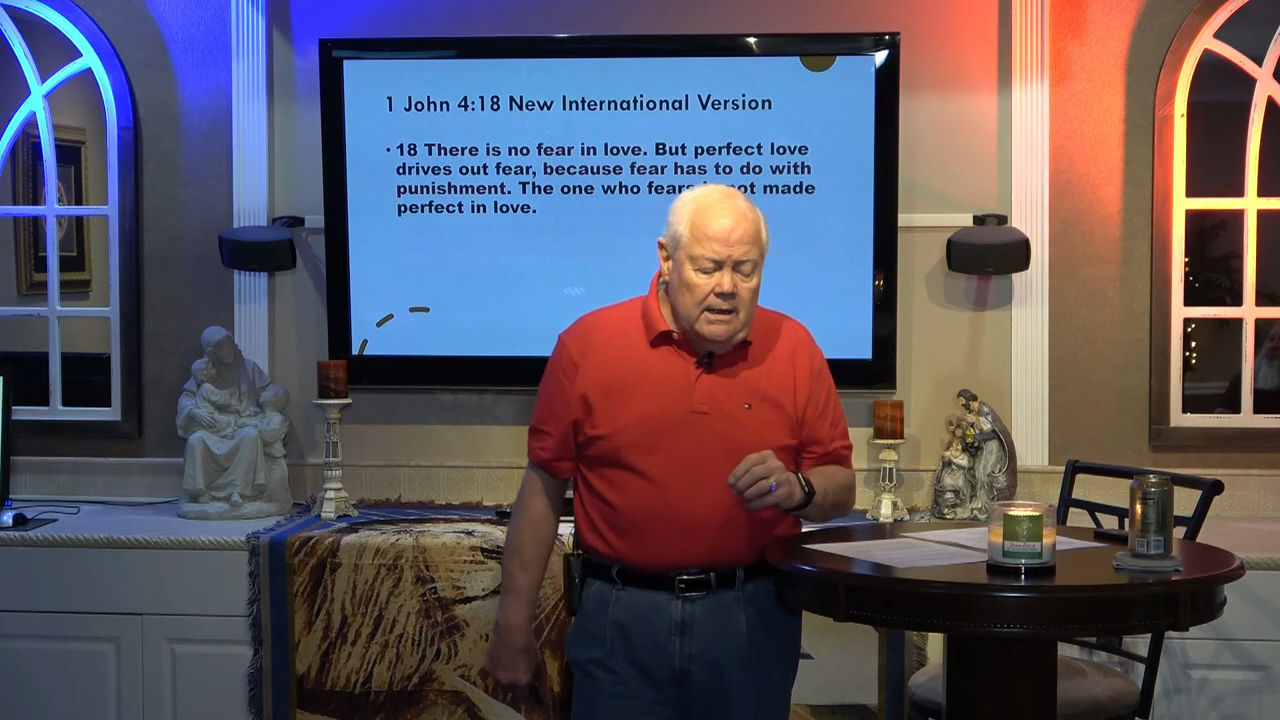 1 John 4:18 New International Version
• 18 There is no fear in love. But perfect love
drives out fear, because fear has to do with
punishment. The one who fears not made
perfect in love.